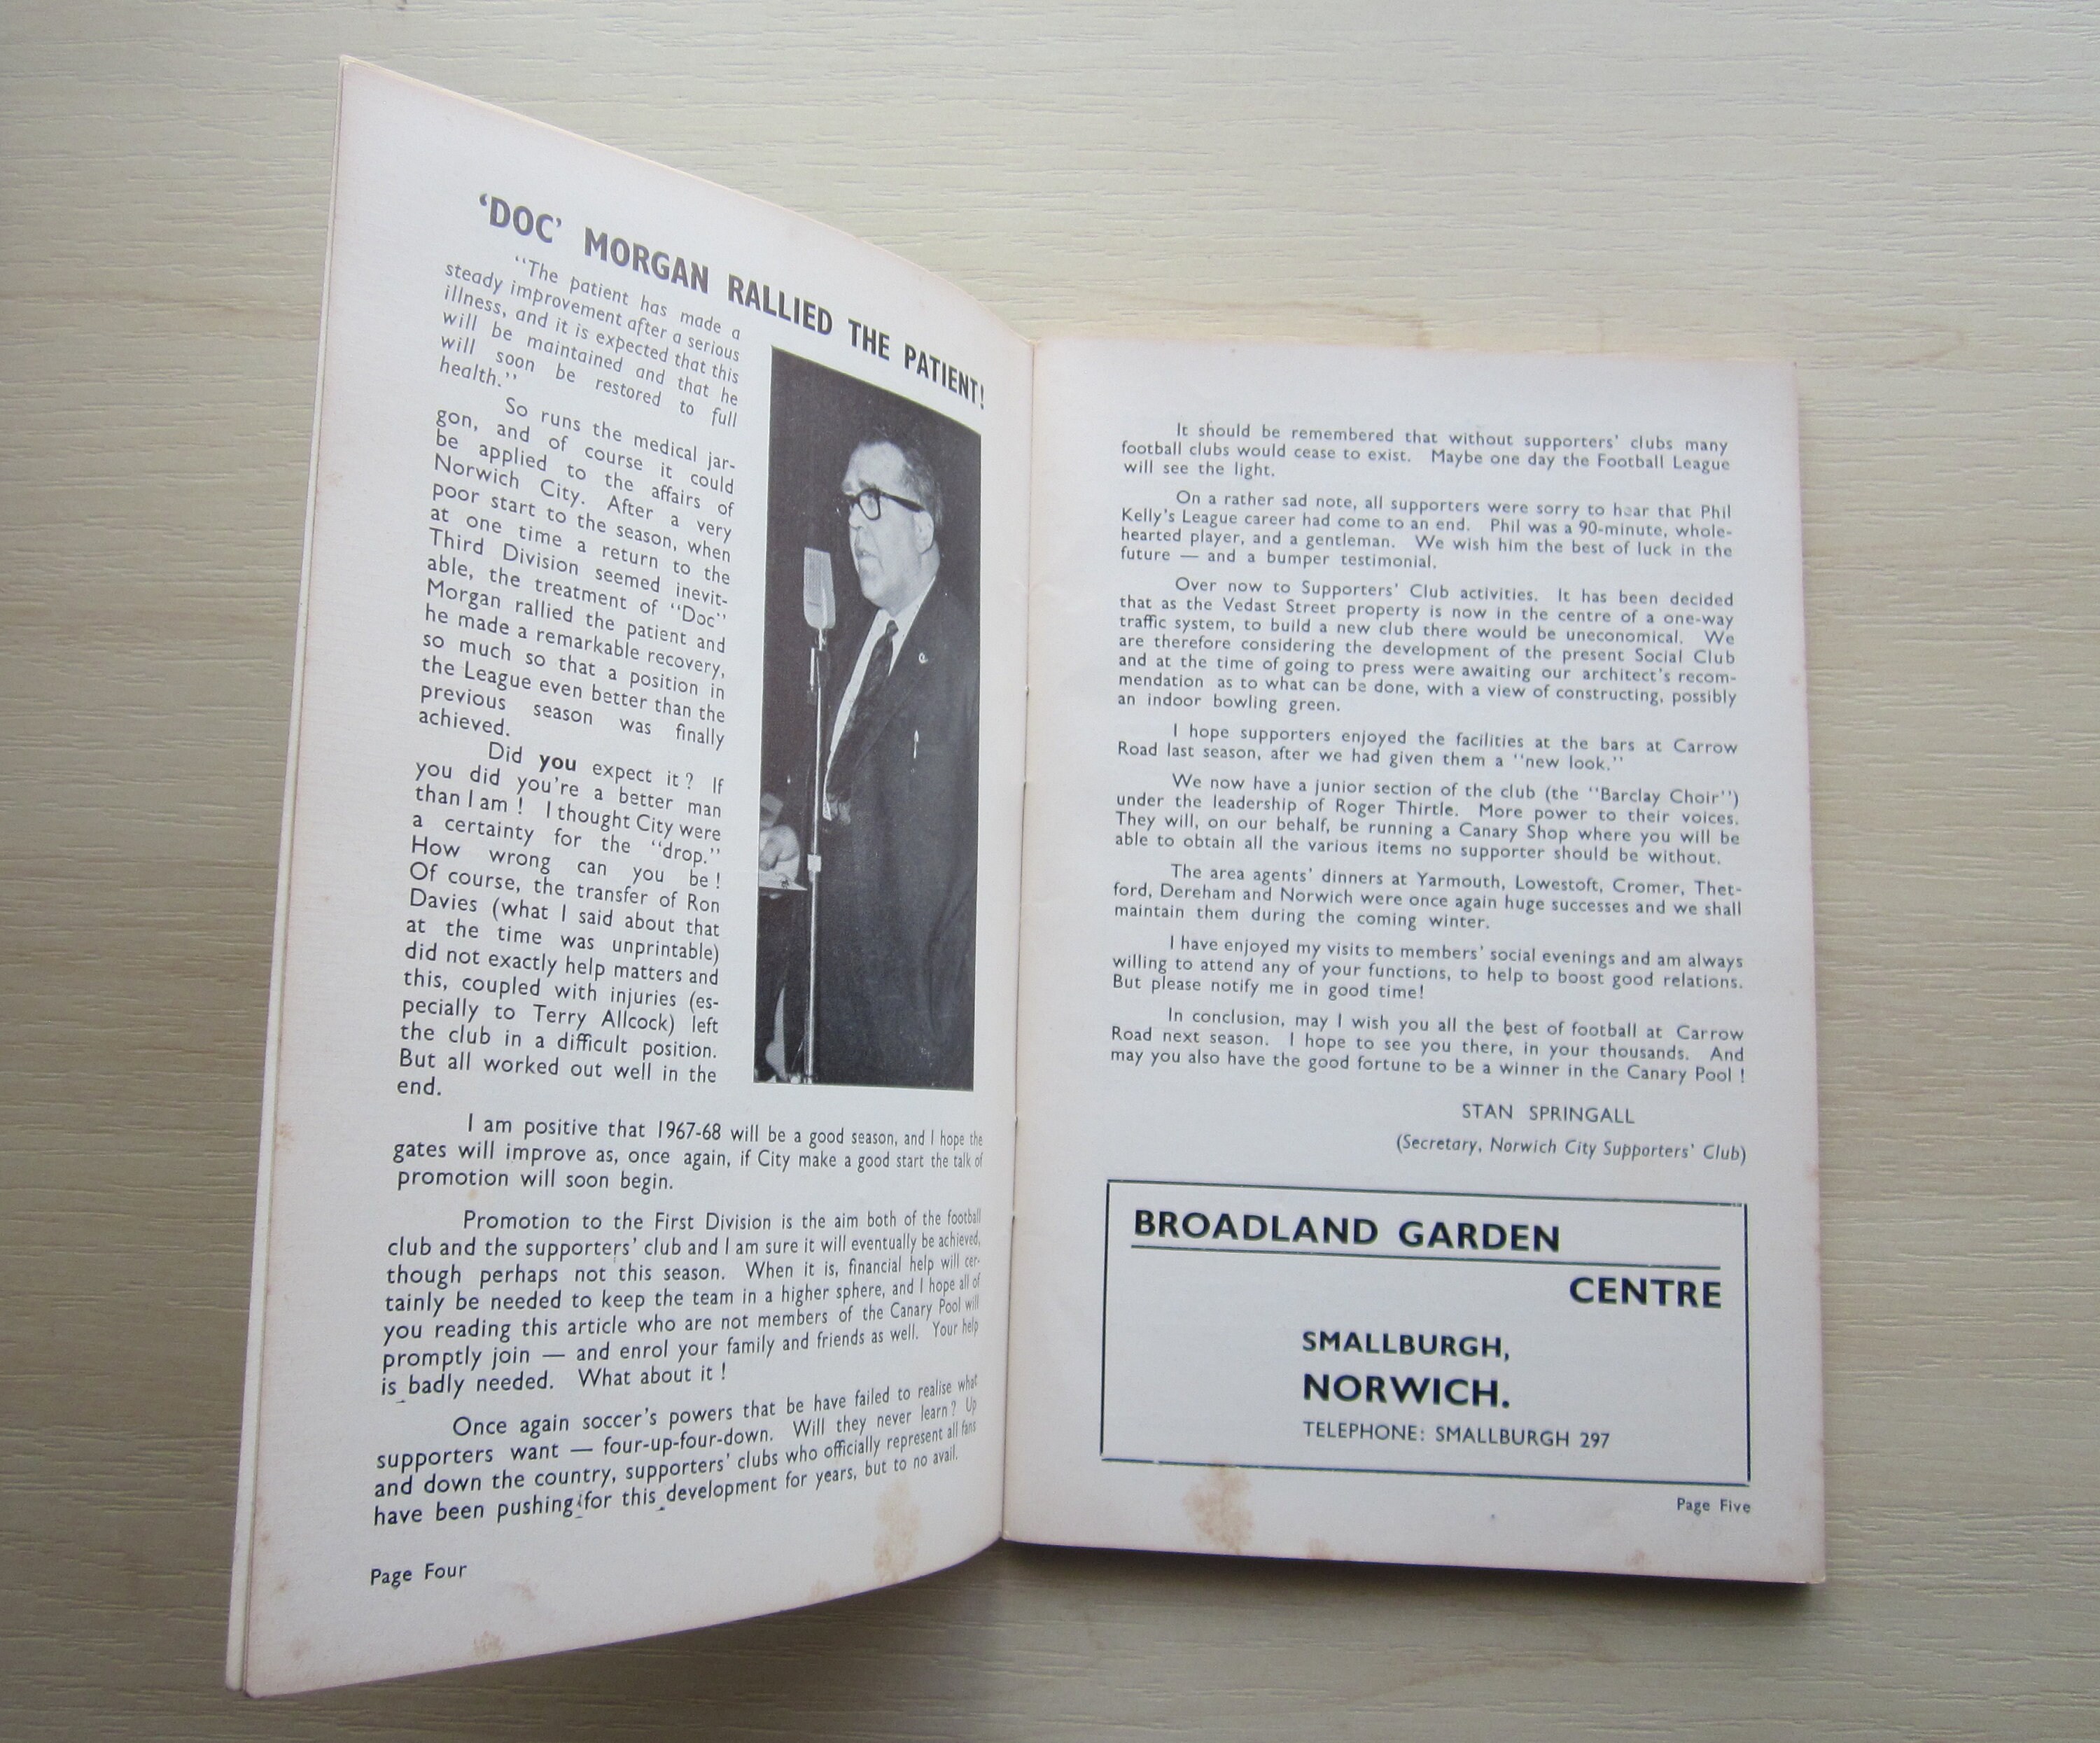 'DOC' MORGAN RALLIED THE PATIENT!
"The patient has made a
steady improvement after a serious
illness, and it is expected that this
will be maintained and that he
will soon be restored to full
health."
So runs the medical jar-
gon, and of course it could
be applied to the affairs of
Norwich City. After a very
poor start to the season, when
at one time a return to the
Third Division seemed inevit-
able, the treatment of "Doc"
Morgan rallied the patient and
he made a remarkable recovery,
so much so that a position in
the League even better than the
previous season was finally
achieved.
Did you expect it? If
you did you're a better man
than I am! I thought City were
a certainty for the "drop."
How wrong can you be!
Of course, the transfer of Ron
Davies (what I said about that
at the time was unprintable)
did not exactly help matters and
this, coupled with injuries (es-
pecially to Terry Allcock) left
the club in a difficult position.
But all worked out well in the
end.
I am positive that 1967-68 will be a good season, and I hope the
gates will improve as, once again, if City make a good start the talk of
promotion will soon begin.
Promotion to the First Division is the aim both of the football
club and the supporters' club and I am sure it will eventually be achieved,
though perhaps not this season. When it is, financial help will cer-
tainly be needed to keep the team in a higher sphere, and I hope all of
you reading this article who are not members of the Canary Pool will
promptly join — and enrol your family and friends as well. Your help
is badly needed. What about it!
Once again soccer's powers that be have failed to realise what
supporters want — four-up-four-down. Will they never learn? Up
and down the country, supporters' clubs who officially represent all fans
have been pushing for this development for years, but to no avail.
Page Four
It should be remembered that without supporters' clubs many
football clubs would cease to exist. Maybe one day the Football League
will see the light.
On a rather sad note, all supporters were sorry to hear that Phil
Kelly's League career had come to an end. Phil was a 90-minute, whole-
hearted player, and a gentleman. We wish him the best of luck in the
future — and a bumper testimonial.
Over now to Supporters' Club activities. It has been decided
that as the Vedast Street property is now in the centre of a one-way
traffic system, to build a new club there would be uneconomical. We
are therefore considering the development of the present Social Club
and at the time of going to press were awaiting our architect's recom-
mendation as to what can be done, with a view of constructing, possibly
an indoor bowling green.
I hope supporters enjoyed the facilities at the bars at Carrow
Road last season, after we had given them a "new look."
We now have a junior section of the club (the "Barclay Choir")
under the leadership of Roger Thirtle. More power to their voices.
They will, on our behalf, be running a Canary Shop where you will be
able to obtain all the various items no supporter should be without.
The area agents' dinners at Yarmouth, Lowestoft, Cromer, Thet-
ford, Dereham and Norwich were once again huge successes and we shall
maintain them during the coming winter.
I have enjoyed my visits to members' social evenings and am always
willing to attend any of your functions, to help to boost good relations.
But please notify me in good time!
In conclusion, may I wish you all the best of football at Carrow
Road next season. I hope to see you there, in your thousands. And
may you also have the good fortune to be a winner in the Canary Pool!
STAN SPRINGALL
(Secretary, Norwich City Supporters' Club)
BROADLAND GARDEN
CENTRE
SMALLBURGH,
NORWICH.
TELEPHONE: SMALLBURGH 297
Page Five